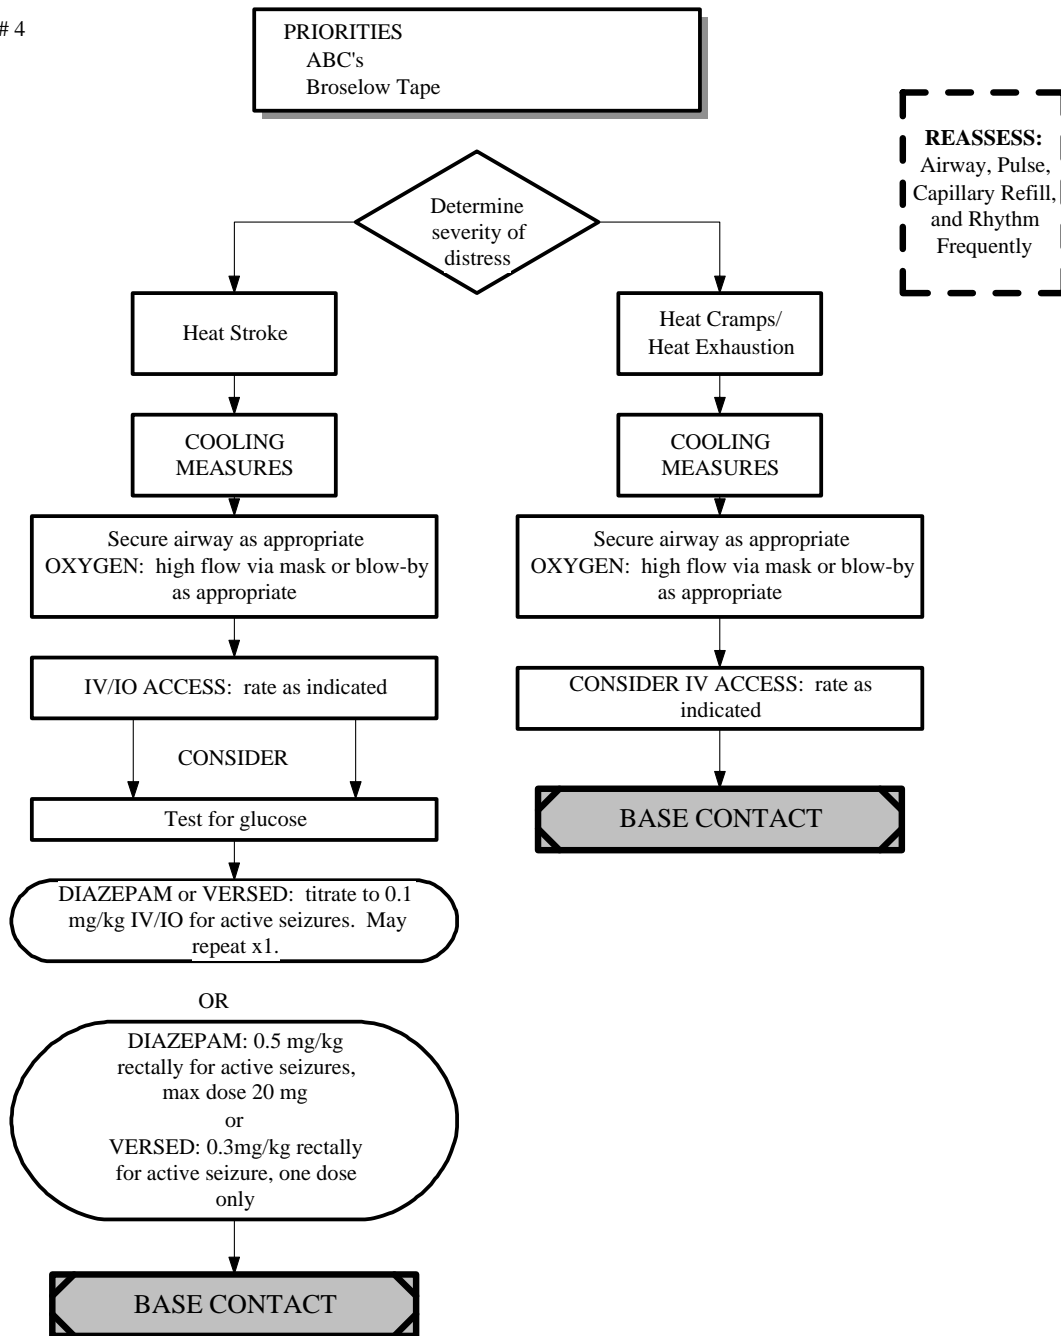 # 4
PRIORITIES
ABC's
Broselow Tape
REASSESS:
Airway, Pulse,
Capillary Refill,
and Rhythm
Frequently
Determine
severity of
distress
Heat Stroke
COOLING
MEASURES
Secure airway as appropriate
OXYGEN: high flow via mask or blow-by
as appropriate
IV/IO ACCESS: rate as indicated
CONSIDER
Test for glucose
DIAZEPAM or VERSED: titrate to 0.1
mg/kg IV/IO for active seizures. May
repeat x1.
OR
DIAZEPAM: 0.5 mg/kg
rectally for active seizures,
max dose 20 mg
or
VERSED: 0.3mg/kg rectally
for active seizure, one dose
only
BASE CONTACT
Heat Cramps/
Heat Exhaustion
COOLING
MEASURES
Secure airway as appropriate
OXYGEN: high flow via mask or blow-by
as appropriate
CONSIDER IV ACCESS: rate as
indicated
BASE CONTACT